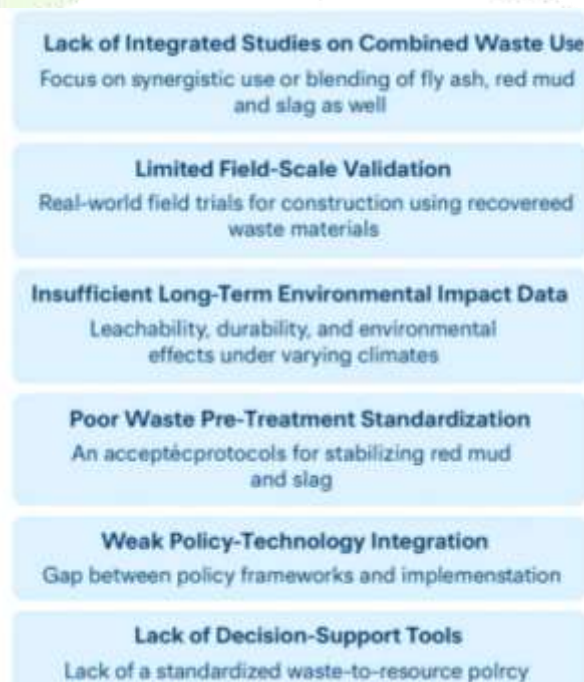 Lack of Integrated Studies on Combined Waste Use
Focus on synergistic use or blending of fly ash, red mud
and slag as well
Limited Field-Scale Validation
Real-world field trials for construction using recovereed
waste materials
Insufficient Long-Term Environmental Impact Data
Leachability, durability, and environmental
effects under varying climates
Poor Waste Pre-Treatment Standardization
An acceptècprotocols for stabilizing red mud
and slag
Weak Policy-Technology Integration
Gap between policy frameworks and implemenstation
Lack of Decision-Support Tools
Lack of a standardized waste-to-resource polrcy